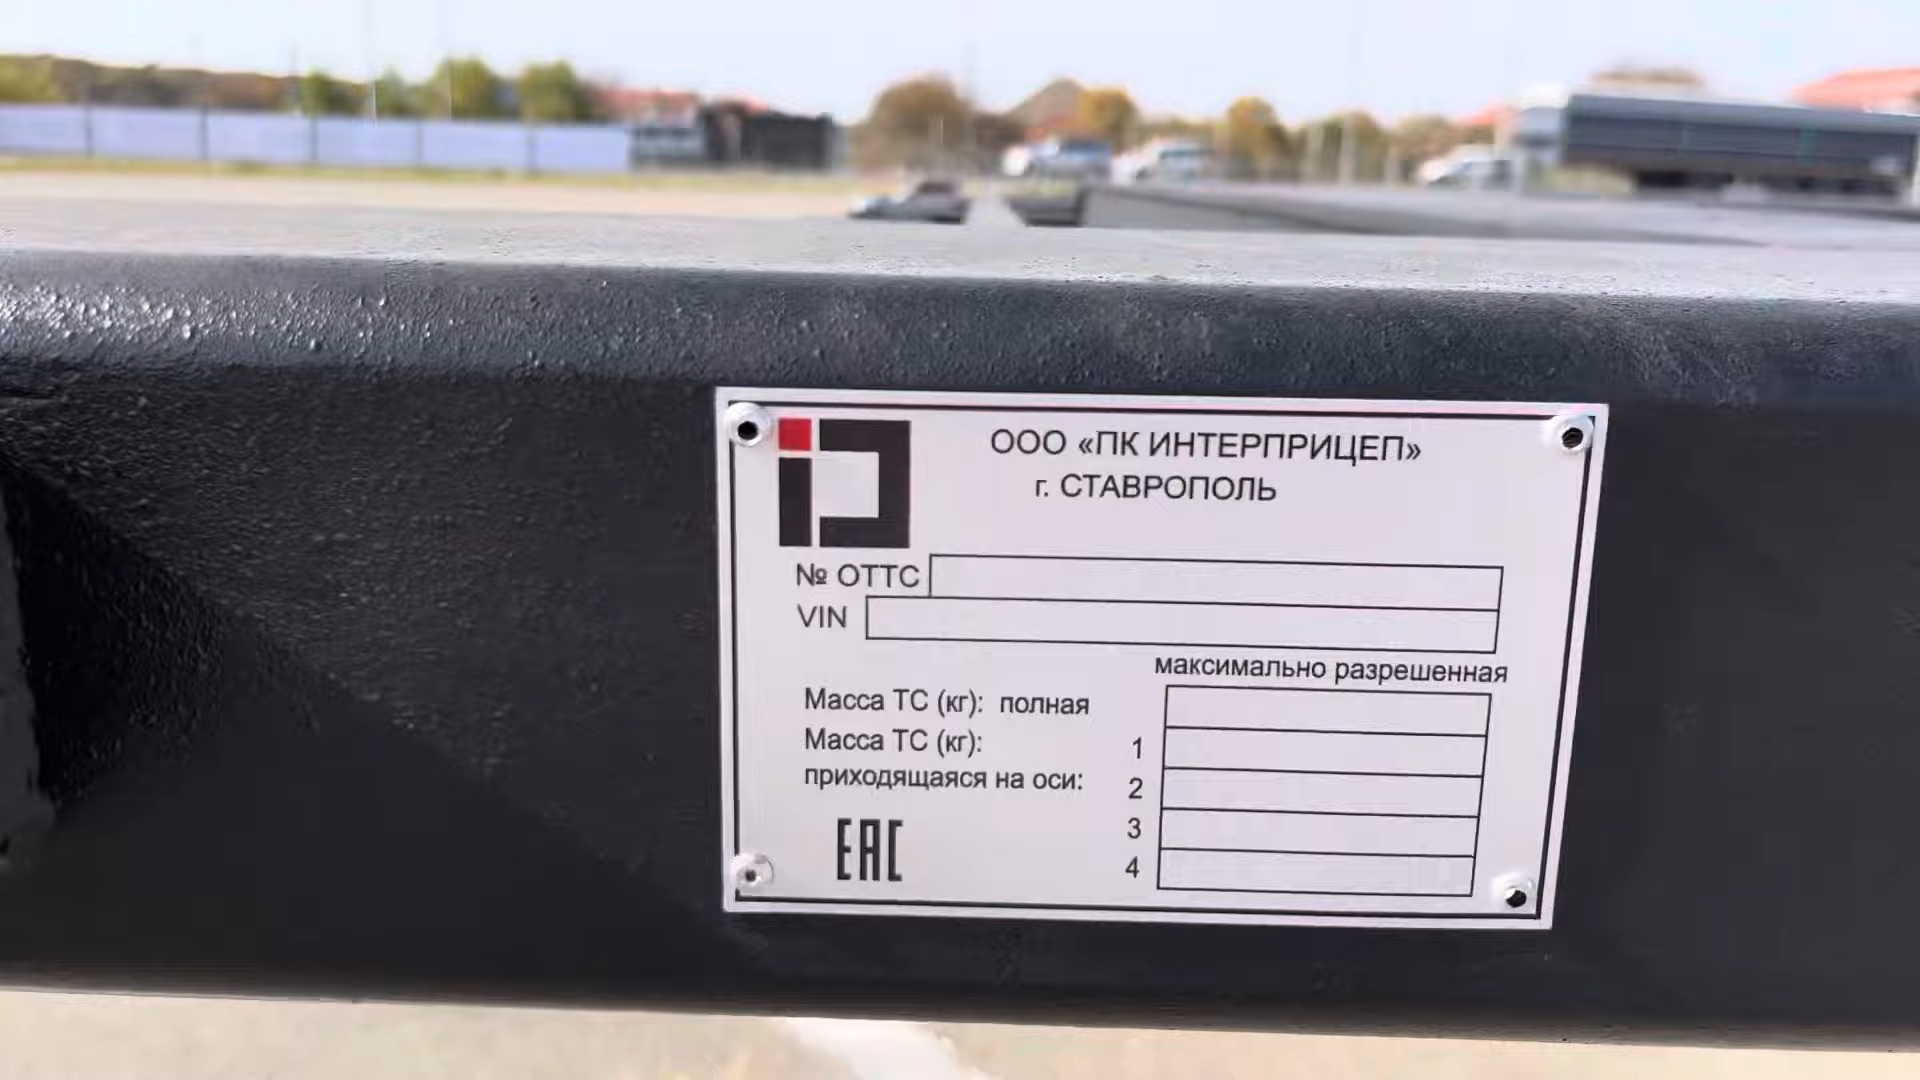 ООО «ПК ИНТЕРПРИЦЕП»
г. СТАВРОПОЛЬ
№ ОТТС
VIN
максимально разрешенная
Масса ТС (кг): полная
Масса ТС (кг): 1
приходящаяся на оси: 2
3
4
EAC